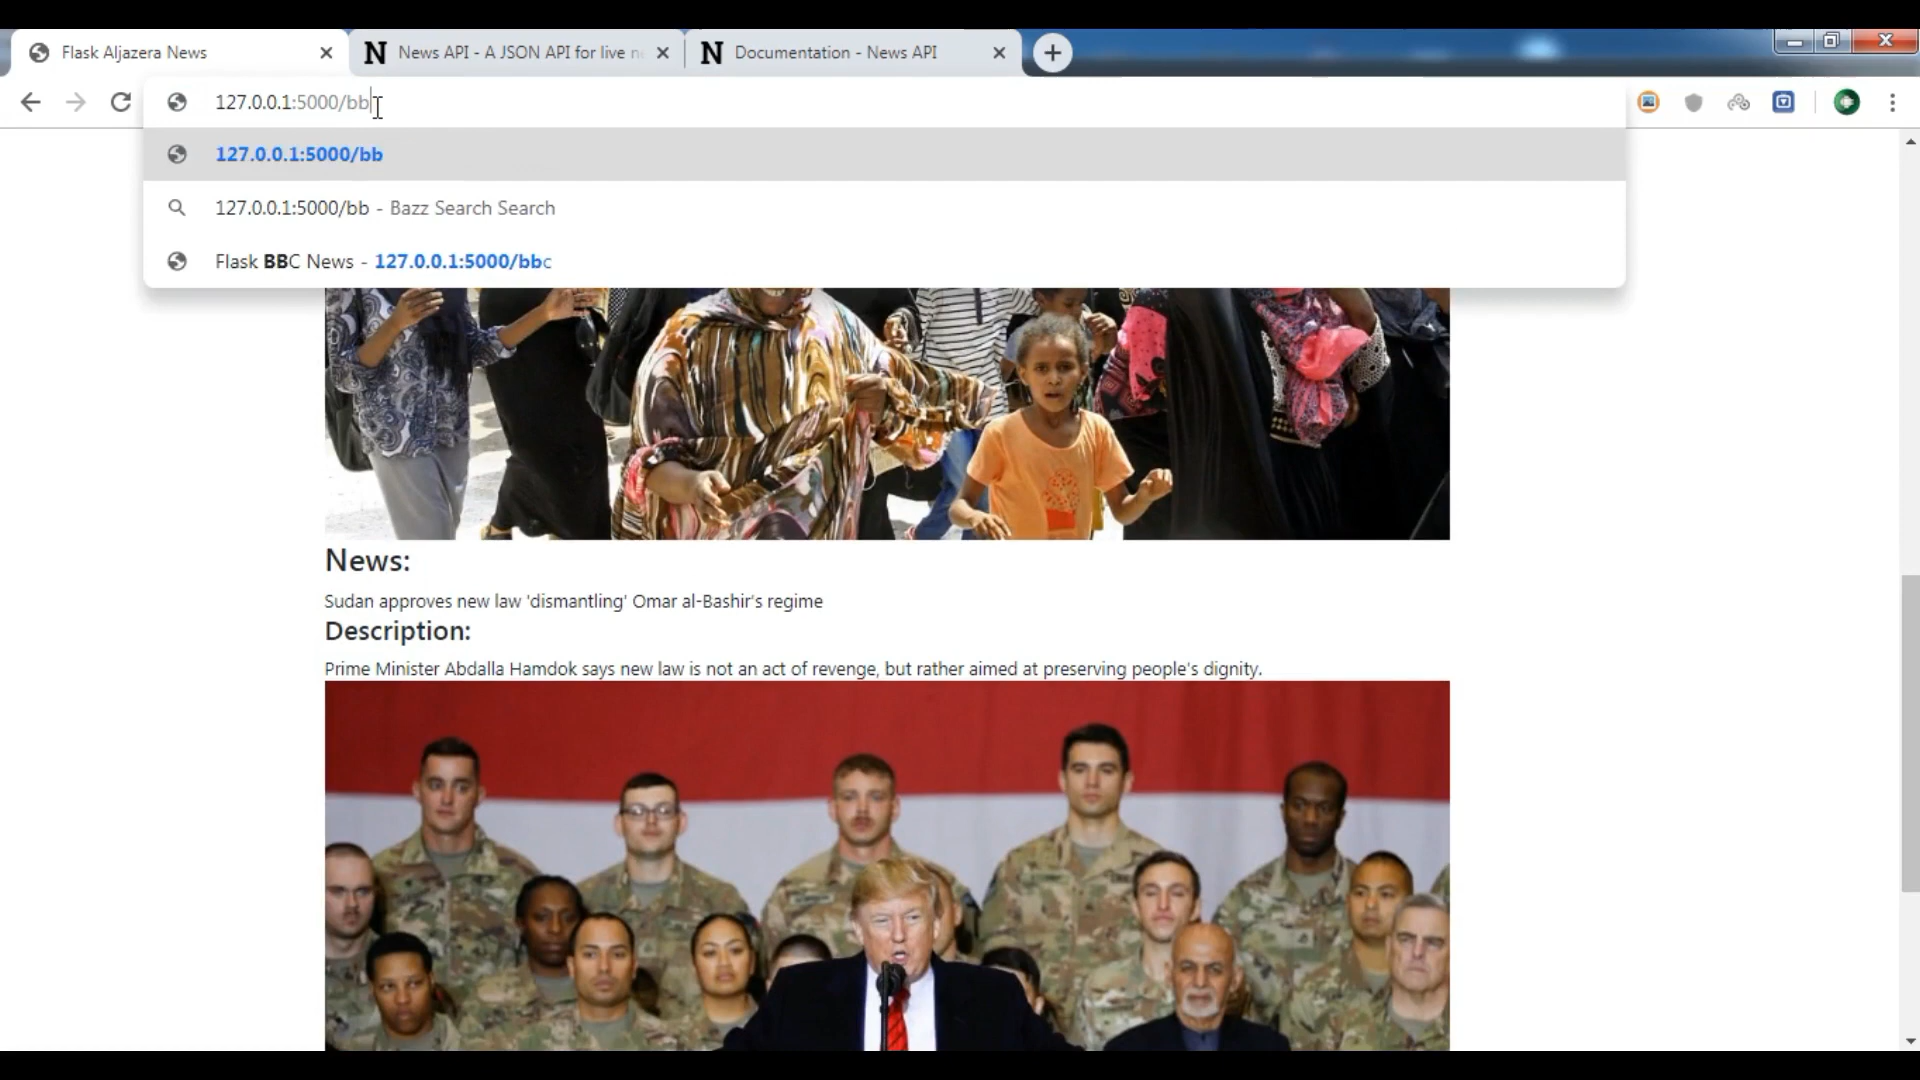 Flask Aljazera News
News API - A JSON API for live n
Documentation - News API
127.0.0.1:5000/bb
127.0.0.1:5000/bb
127.0.0.1:5000/bb - Bazz Search Search
Flask BBC News - 127.0.0.1:5000/bbc
News:
Sudan approves new law 'dismantling' Omar al-Bashir's regime
Description:
Prime Minister Abdalla Hamdok says new law is not an act of revenge, but rather aimed at preserving people's dignity.